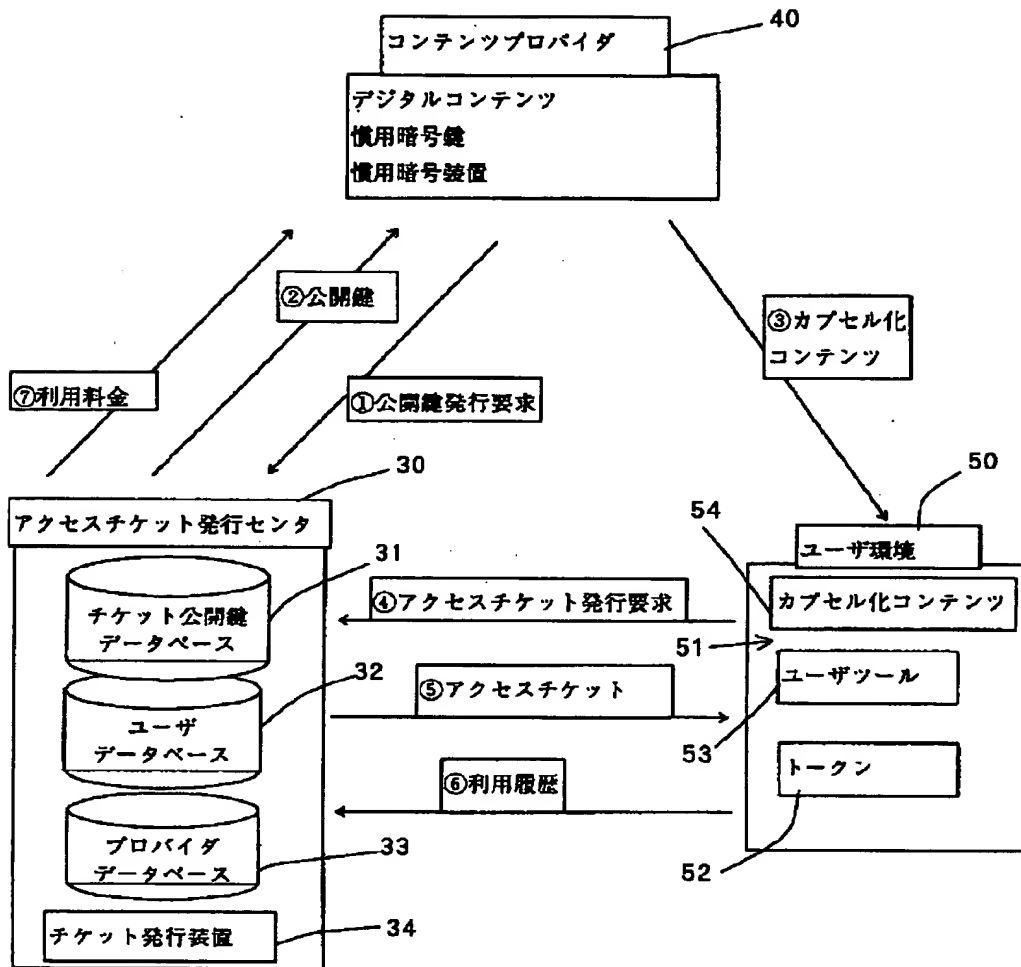 40
コンテンツプロバイダ
デジタルコンテンツ
慣用暗号鍵
慣用暗号装置
②公開鍵
③カプセル化
コンテンツ
⑦利用料金
①公開鍵発行要求
30
50
アクセスチケット発行センタ
54
ユーザ環境
31
④アクセスチケット発行要求
カプセル化コンテンツ
チケット公開鍵
データベース
51
32
⑤アクセスチケット
ユーザツール
ユーザ
データベース
53
⑥利用履歴
トークン
プロバイダ
データベース
33
52
チケット発行装置
34